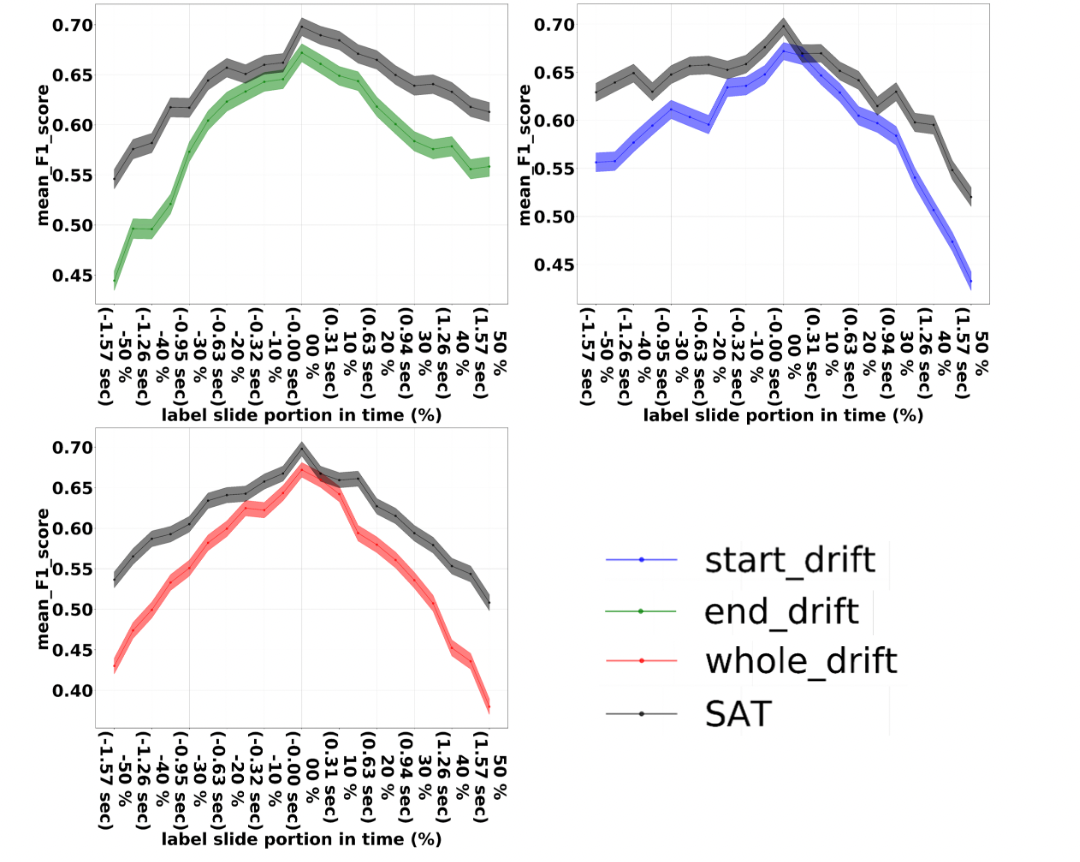 0.70
0.65
0.60
0.55
0.50
0.45
mean_F1_score
-50 %
(-1.57 sec)
-40 %
(-1.26 sec)
-30 %
(-0.95 sec)
-20 %
-10 %
(-0.32 sec)
00 %
(-0.00 sec)
10 %
(0.31 sec)
20 %
(0.63 sec)
30 %
(0.94 sec)
40 %
(1.26 sec)
50 %
(1.57 sec)
label slide portion in time (%)
0.70
0.65
0.60
0.55
0.50
0.45
mean_F1_score
-50 %
(-1.57 sec)
-40 %
(-1.26 sec)
-30 %
(-0.95 sec)
-20 %
-10 %
(-0.32 sec)
00 %
(-0.00 sec)
10 %
(0.31 sec)
20 %
(0.63 sec)
30 %
(0.94 sec)
40 %
(1.26 sec)
50 %
(1.57 sec)
label slide portion in time (%)
0.70
0.65
0.60
0.55
0.50
0.45
0.40
mean_F1_score
-50 %
(-1.57 sec)
-40 %
(-1.26 sec)
-30 %
(-0.95 sec)
-20 %
-10 %
(-0.32 sec)
00 %
(-0.00 sec)
10 %
(0.31 sec)
20 %
(0.63 sec)
30 %
(0.94 sec)
40 %
(1.26 sec)
50 %
(1.57 sec)
label slide portion in time (%)
start_drift
end_drift
whole_drift
SAT